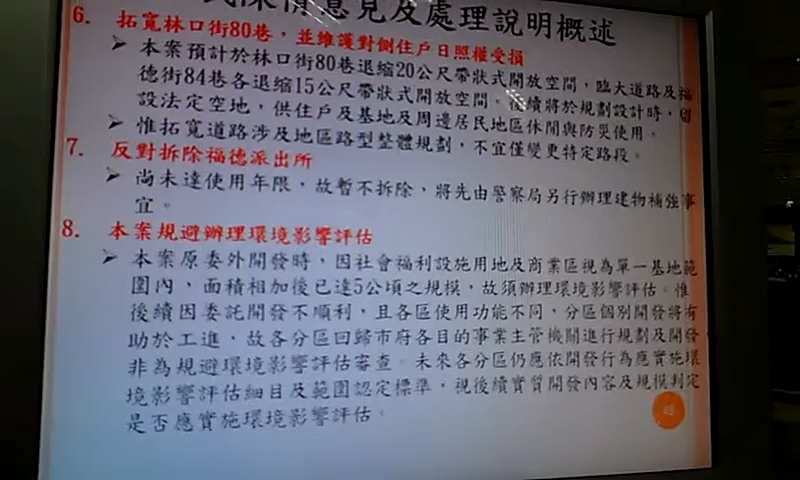 民陳情意見及處理說明概述
6. 拓寬林口街80巷，並維護對側住戶日照權受損
➤ 本案預計於林口街80巷退縮20公尺帶狀式開放空間，臨大道路及福
德街84巷各退縮15公尺帶狀式開放空間。後續將於規劃設計時，留
設法定空地，供住戶及基地及周邊居民地區休閒與防災使用。
➤ 惟拓寬道路涉及地區路型整體規劃，不宜僅變更特定路段。
7. 反對拆除福德派出所
➤ 尚未達使用年限，故暫不拆除，將先由警察局另行辦理建物補強事
宜。
8. 本案規避辦理環境影響評估
➤ 本案原委外開發時，因社會福利設施用地及商業區視為單一基地範
圍內，面積相加後已達5公頃之規模，故須辦理環境影響評估。惟
後續因委託開發不順利，且各區使用功能不同，分區個別開發將有
助於工進，故各分區回歸市府各目的事業主管機關進行規劃及開發
非為規避環境影響評估審查。未來各分區仍應依開發行為應實施環
境影響評估細目及範圍認定標準，視後續實質開發內容及規模判定
是否應實施環境影響評估。